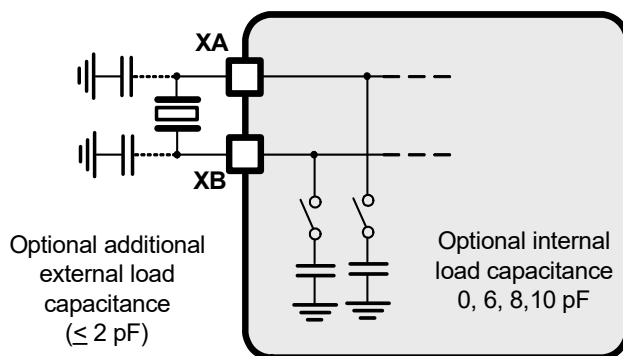 XA
XB
Optional additional
external load
capacitance
(≤ 2 pF)
Optional internal
load capacitance
0, 6, 8,10 pF